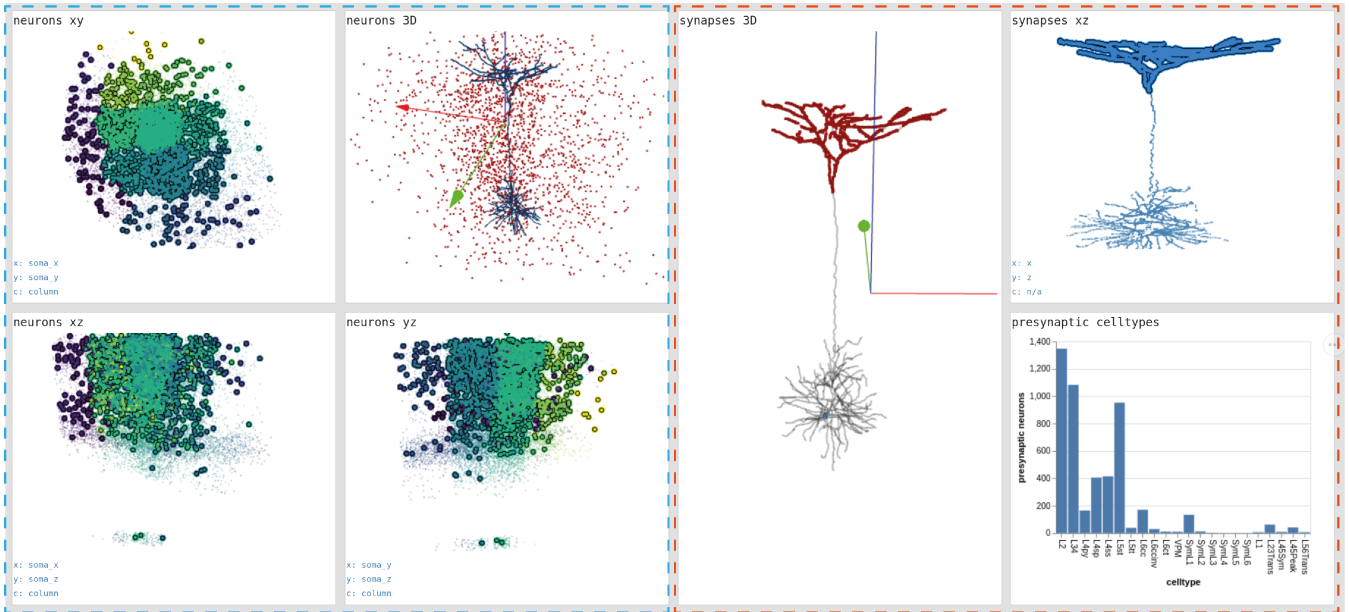 neurons xy
x: soma_x
y: soma_y
c: column
neurons 3D
neurons xz
x: soma_x
y: soma_z
c: column
neurons yz
x: soma_y
y: soma_z
c: column
synapses 3D
synapses xz
x: x
y: z
c: n/a
presynaptic celltypes
presynaptic neurons
1,400
1,200
1,000
800
600
400
200
0
L2
L34
L4py
L4sp
L4ss
L5st
L5tt
L6cc
L6ccinv
L6ct
VPM
SymL1
SymL2
SymL3
SymL4
SymL5
SymL6
L1
L23Trans
L45Sym
L45Peak
L56Trans
celltype